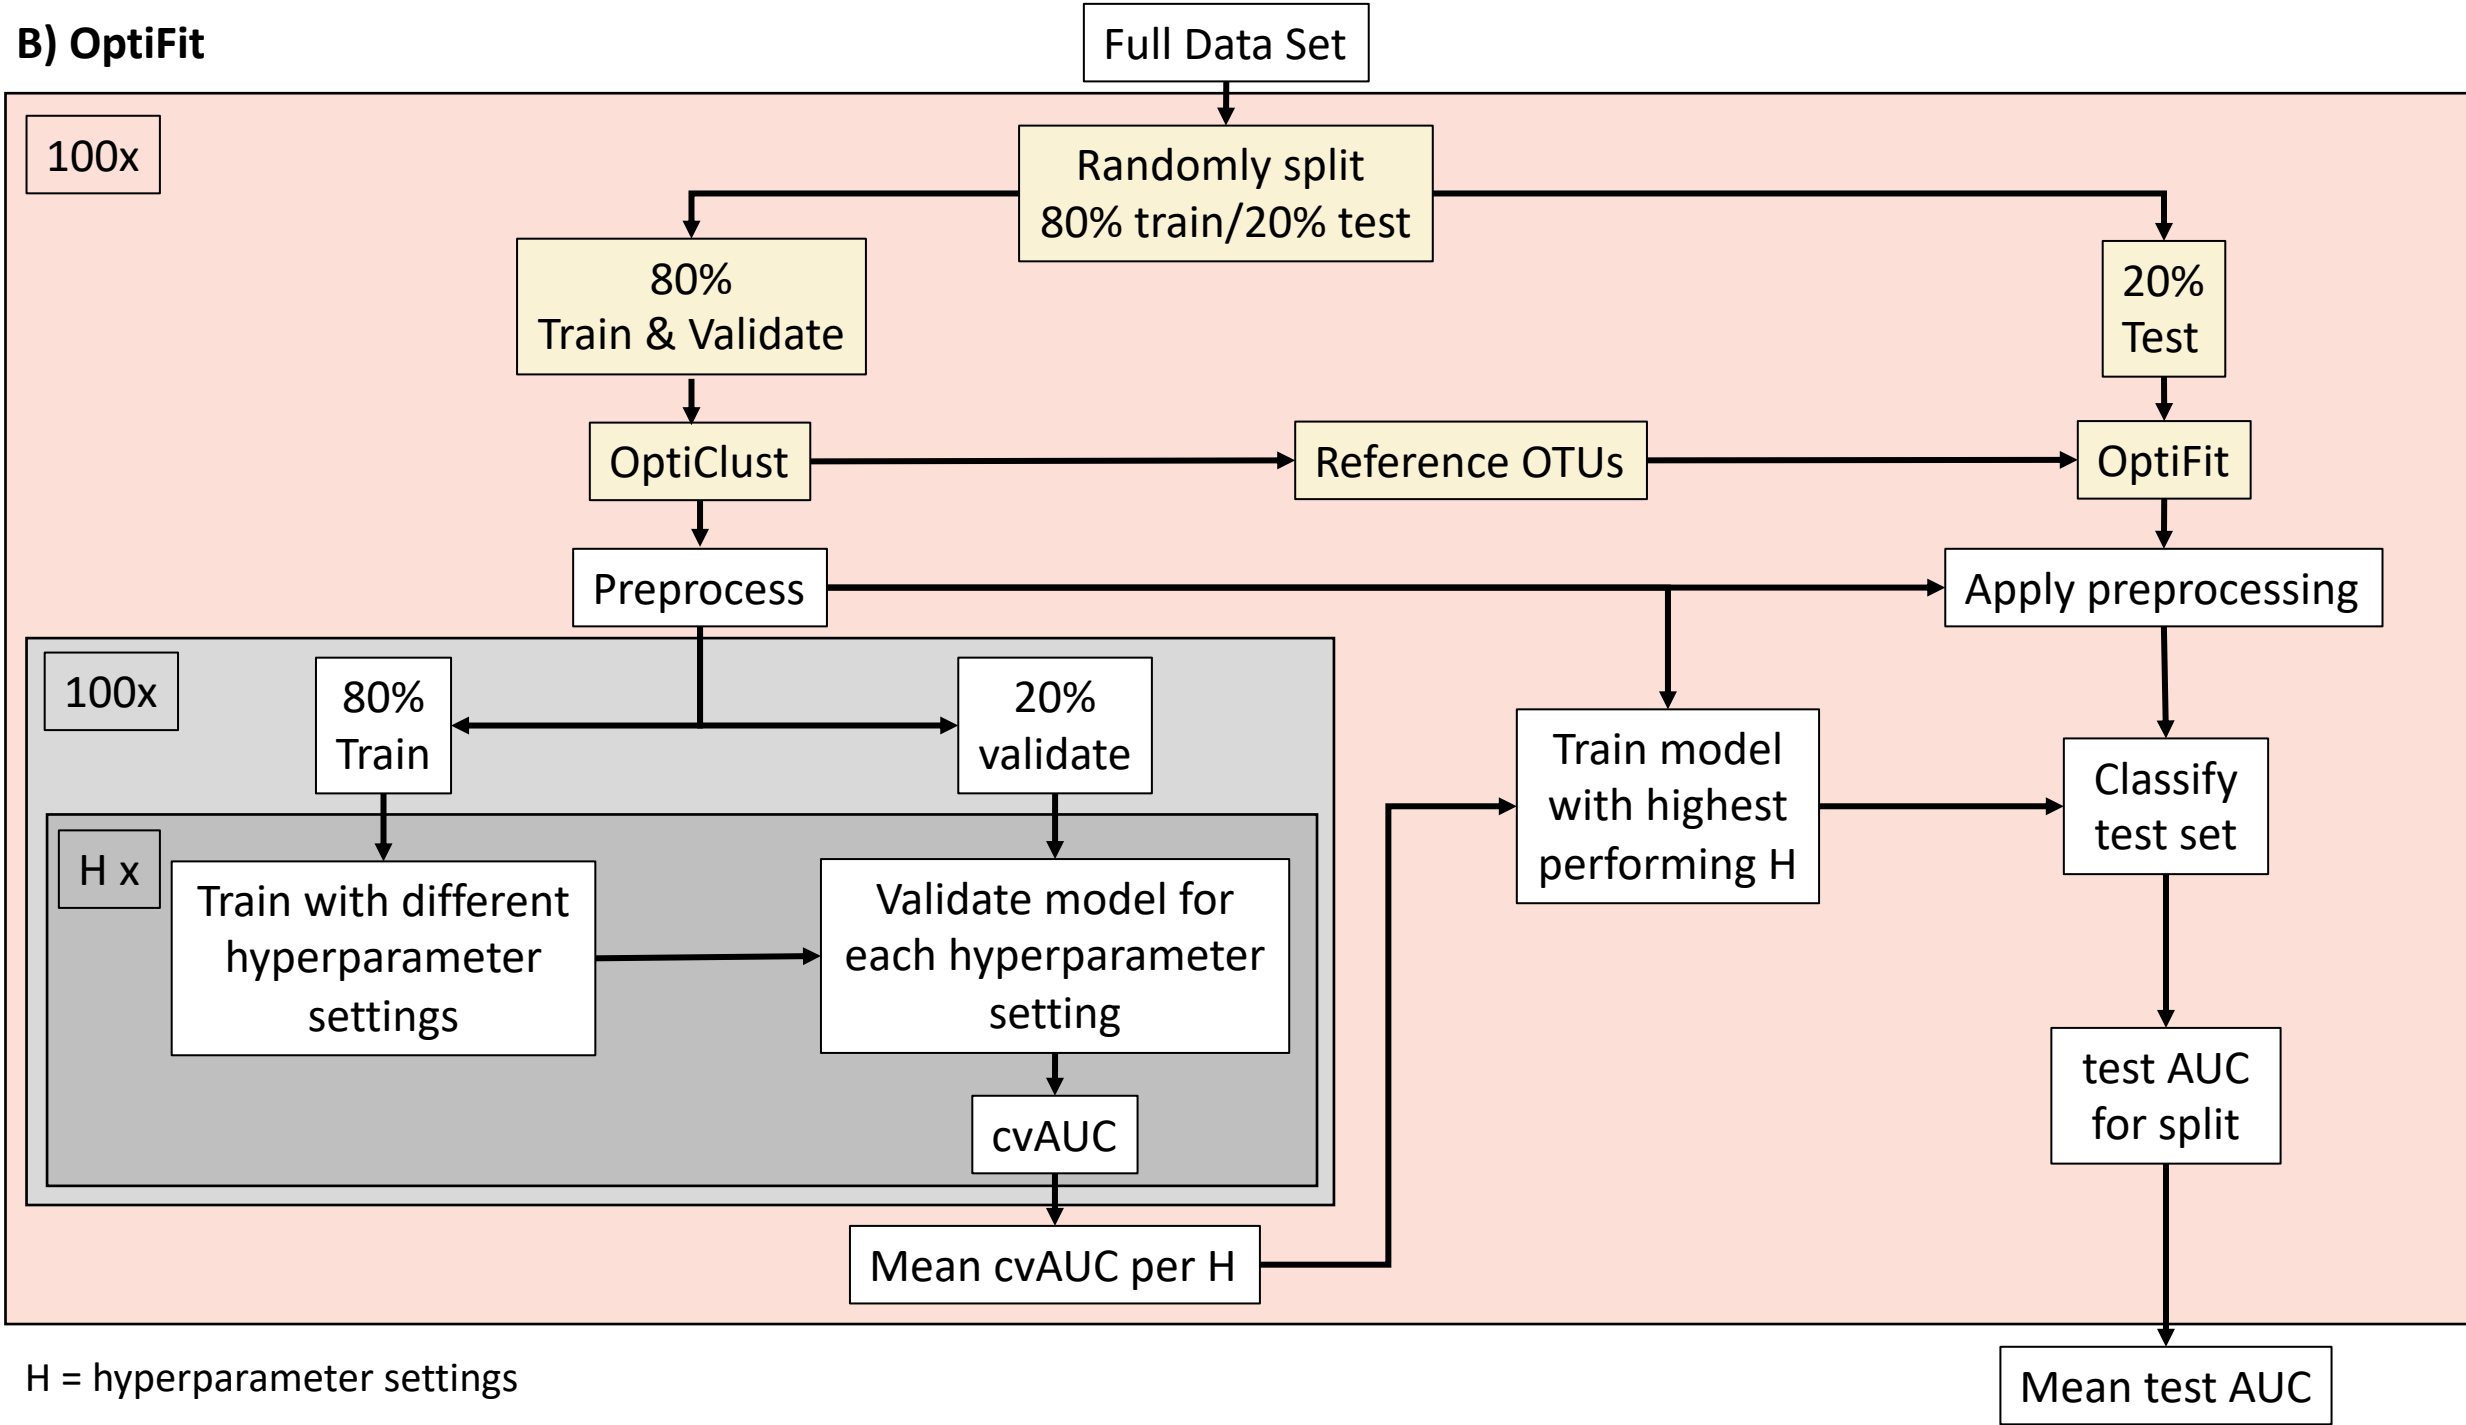 B) OptiFit
Full Data Set
100x
Randomly split
80% train/20% test
80%
Train & Validate
20%
Test
OptiClust
Reference OTUs
OptiFit
Preprocess
Apply preprocessing
100x
80%
Train
20%
validate
Train model
with highest
performing H
Classify
test set
H x
Train with different
hyperparameter
settings
Validate model for
each hyperparameter
setting
cvAUC
test AUC
for split
Mean cvAUC per H
H = hyperparameter settings
Mean test AUC